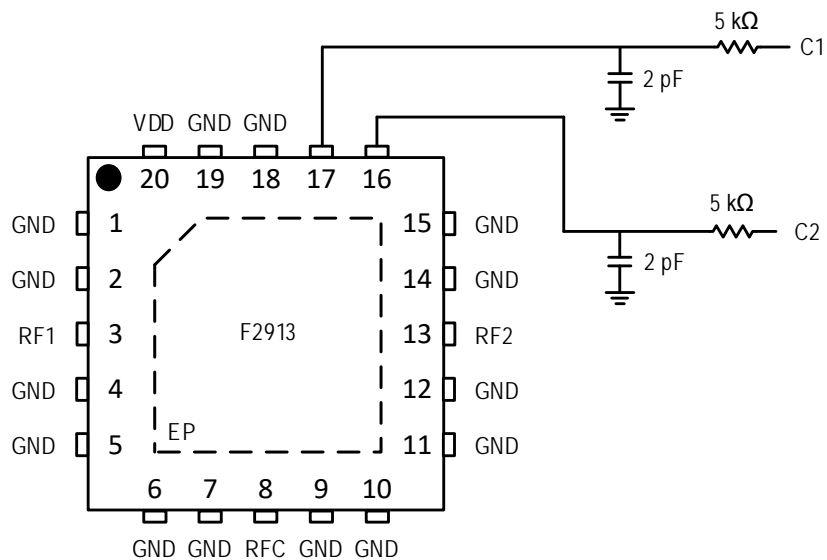 5 kΩ
C1
2 pF
VDD GND GND
20 19 18 17 16
5 kΩ
C2
2 pF
GND 1 15 GND
GND 2 14 GND
RF1 3 F2913 13 RF2
GND 4 12 GND
GND 5 EP 11 GND
6 7 8 9 10
GND GND RFC GND GND